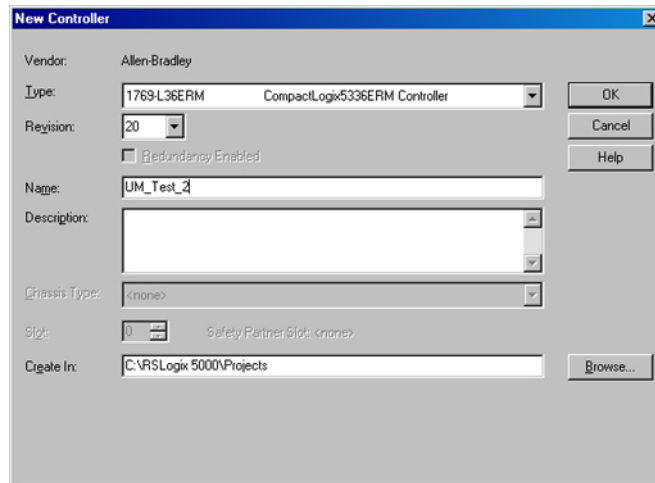 New Controller
Vendor: Allen-Bradley
Type: 1769-L36ERM CompactLogix5336ERM Controller OK
Revision: 20 Cancel
Redundancy Enabled Help
Name: UM_Test_2
Description:
Chassis Type: <none>
Slot: 0 Safety Partner Slot: <none>
Create In: C:\RSLogix 5000\Projects Browse...